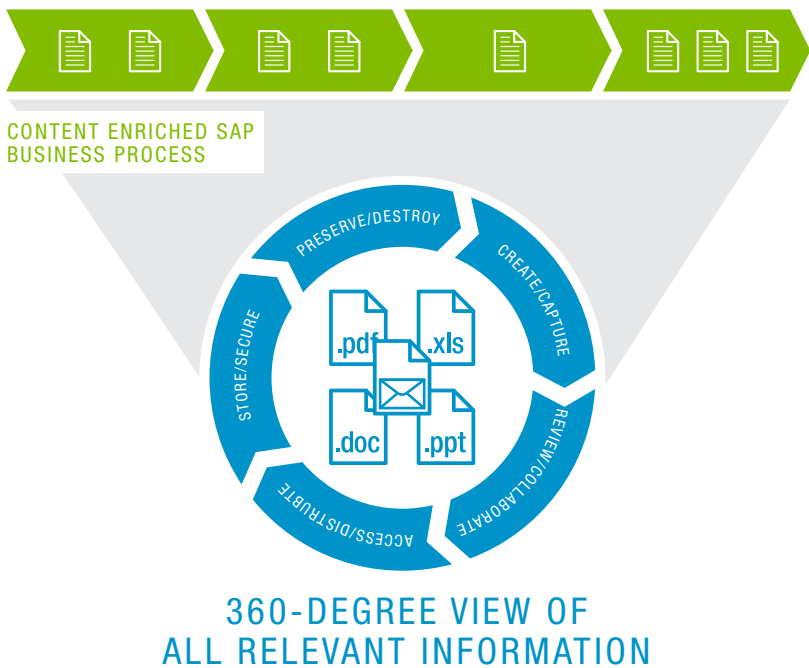 CONTENT ENRICHED SAP
BUSINESS PROCESS
PRESERVE/DESTROY
CREATE/CAPTURE
REVIEW/COLLABORATE
ACCESS/DISTRUBTE
STORE/SECURE
.pdf
.xls
.doc
.ppt
360-DEGREE VIEW OF
ALL RELEVANT INFORMATION